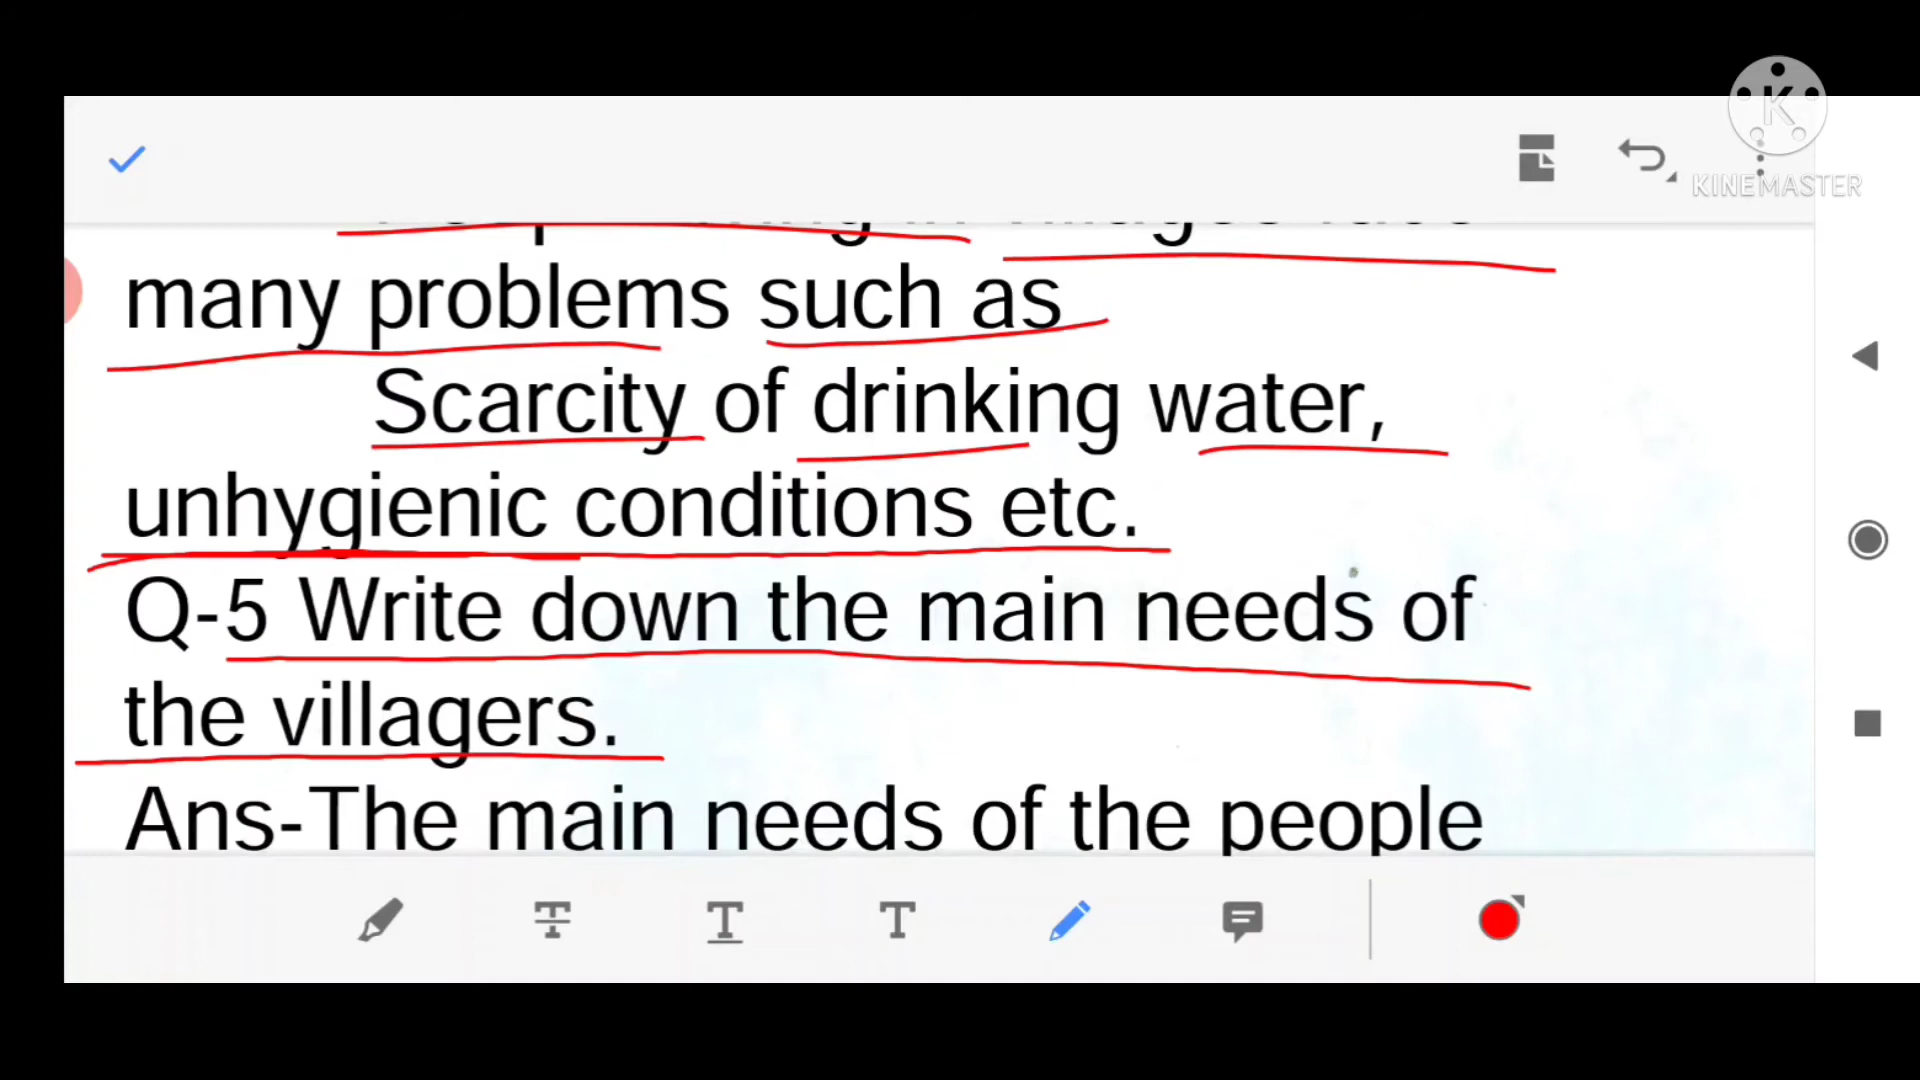 KINEMASTER
many problems such as
Scarcity of drinking water,
unhygienic conditions etc.
Q-5 Write down the main needs of
the villagers.
Ans-The main needs of the people